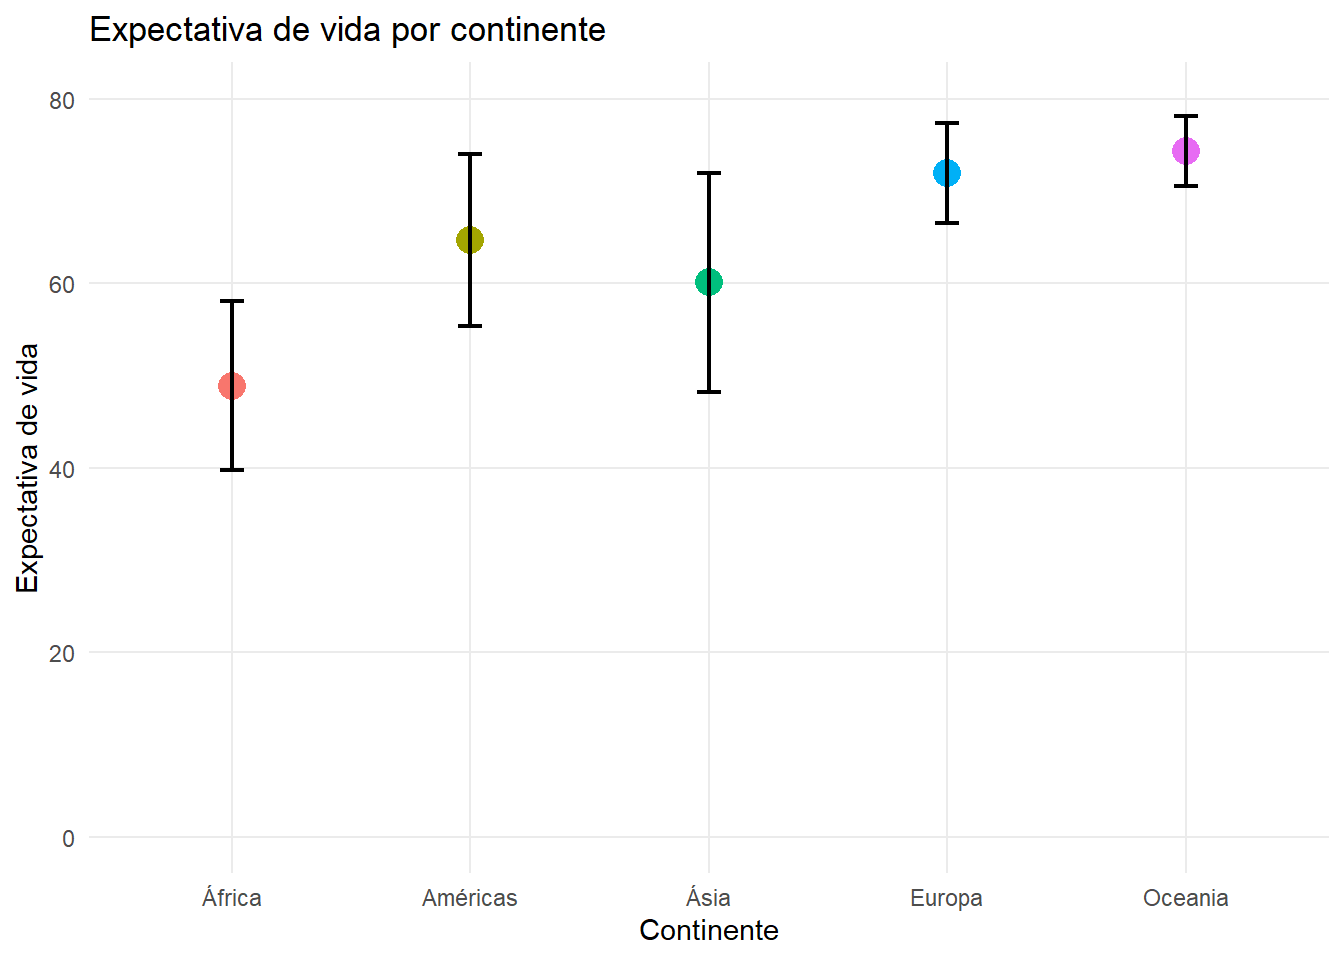 Expectativa de vida por continente
Expectativa de vida
80
60
40
20
0
África
Américas
Ásia
Europa
Oceania
Continente